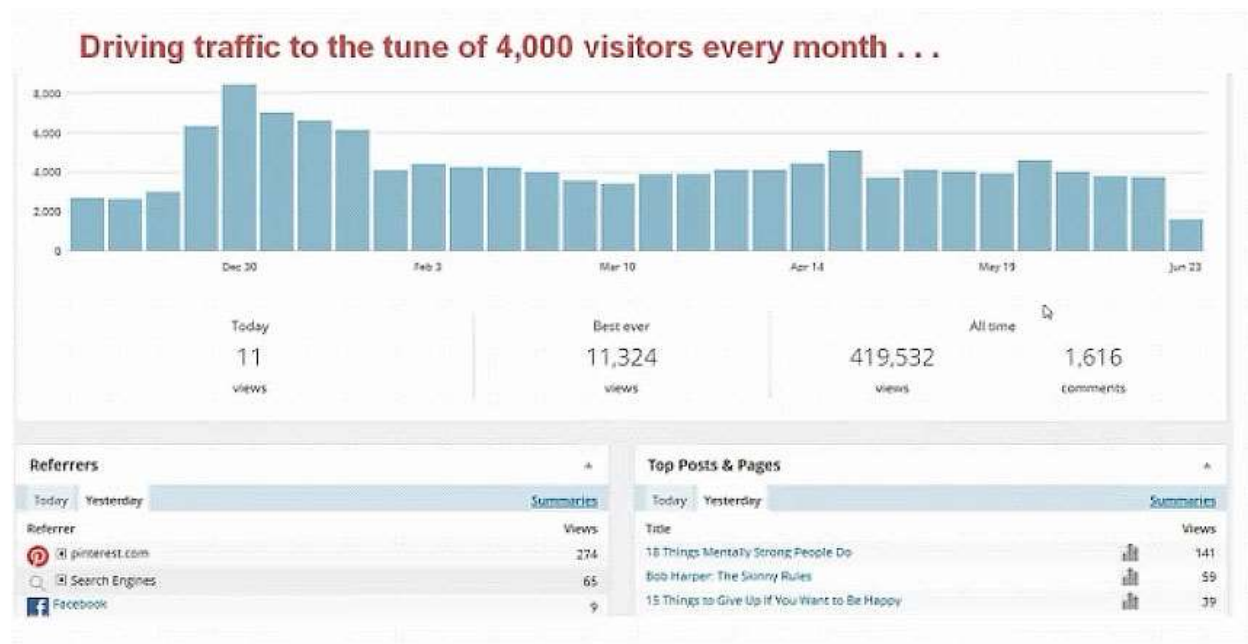 Driving traffic to the tune of 4,000 visitors every month . . .
8,000
6,000
4,000
2,000
0
Dec 30 Feb 3 Mar 10 Apr 14 May 19 Jun 23
Today Best ever All time
11 11,324 419,532 1,616
views views views comments
Referrers
Today Yesterday Summaries
Referrer Views
pinterest.com 274
Search Engines 65
Facebook 9
Top Posts & Pages
Today Yesterday Summaries
Title Views
18 Things Mentally Strong People Do 141
Bob Harper: The Skinny Rules 59
15 Things to Give Up If You Want to Be Happy 39